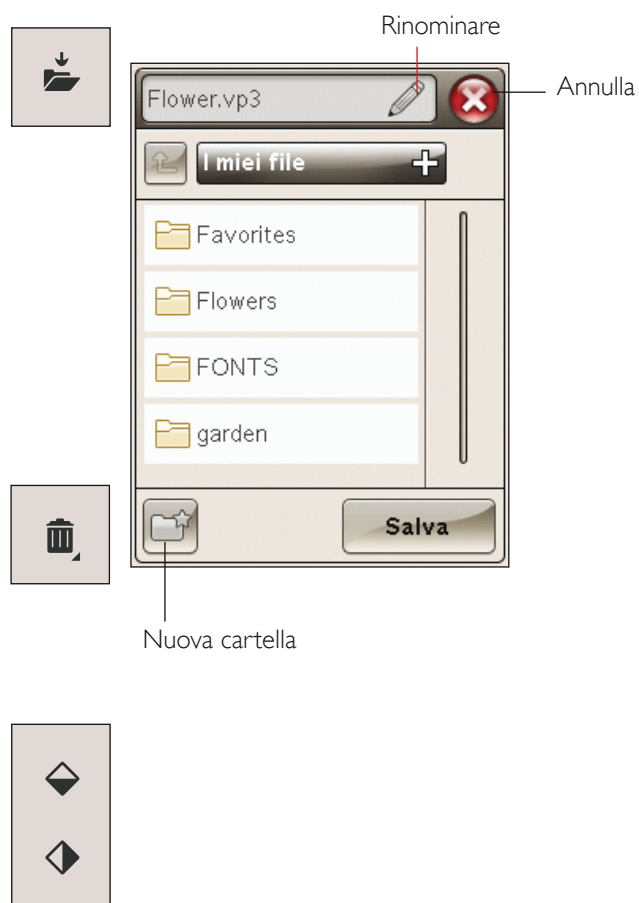 Rinominare
Annulla
Flower.vp3
I miei file
Favorites
Flowers
FONTS
garden
Salva
Nuova cartella